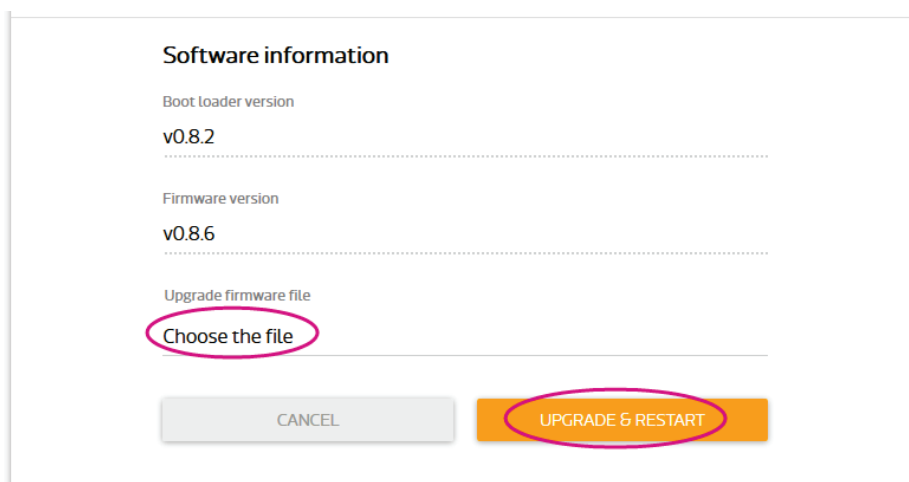 Software information
Boot loader version
v0.8.2
Firmware version
v0.8.6
Upgrade firmware file
Choose the file
CANCEL
UPGRADE & RESTART